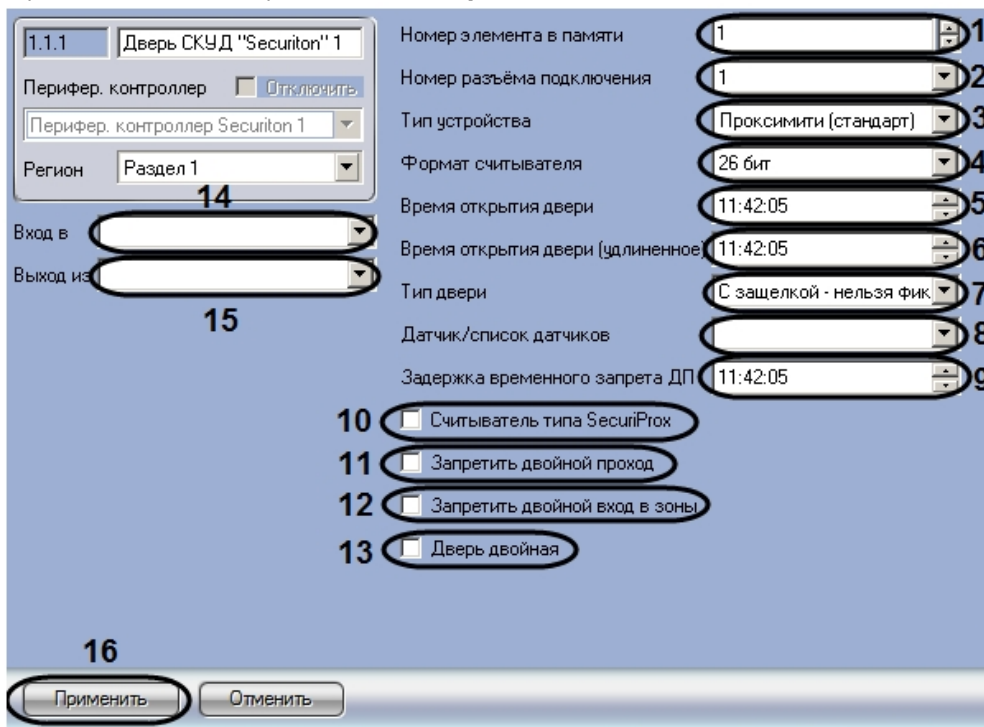 1.1.1 Дверь СКУД "Securiton" 1
Перифер. контроллер Отключить
Перифер. контроллер Securiton 1
Регион Раздел 1
14
Вход в
Выход из
15
Номер элемента в памяти 1 1
Номер разъёма подключения 1 2
Тип устройства Проксимити (стандарт) 3
Формат считывателя 26 бит 4
Время открытия двери 11:42:05 5
Время открытия двери (удлиненное) 11:42:05 6
Тип двери С защелкой - нельзя фик 7
Датчик/список датчиков 8
Задержка временного запрета ДП 11:42:05 9
10 Считыватель типа SecuriProx
11 Запретить двойной проход
12 Запретить двойной вход в зоны
13 Дверь двойная
16
Применить Отменить